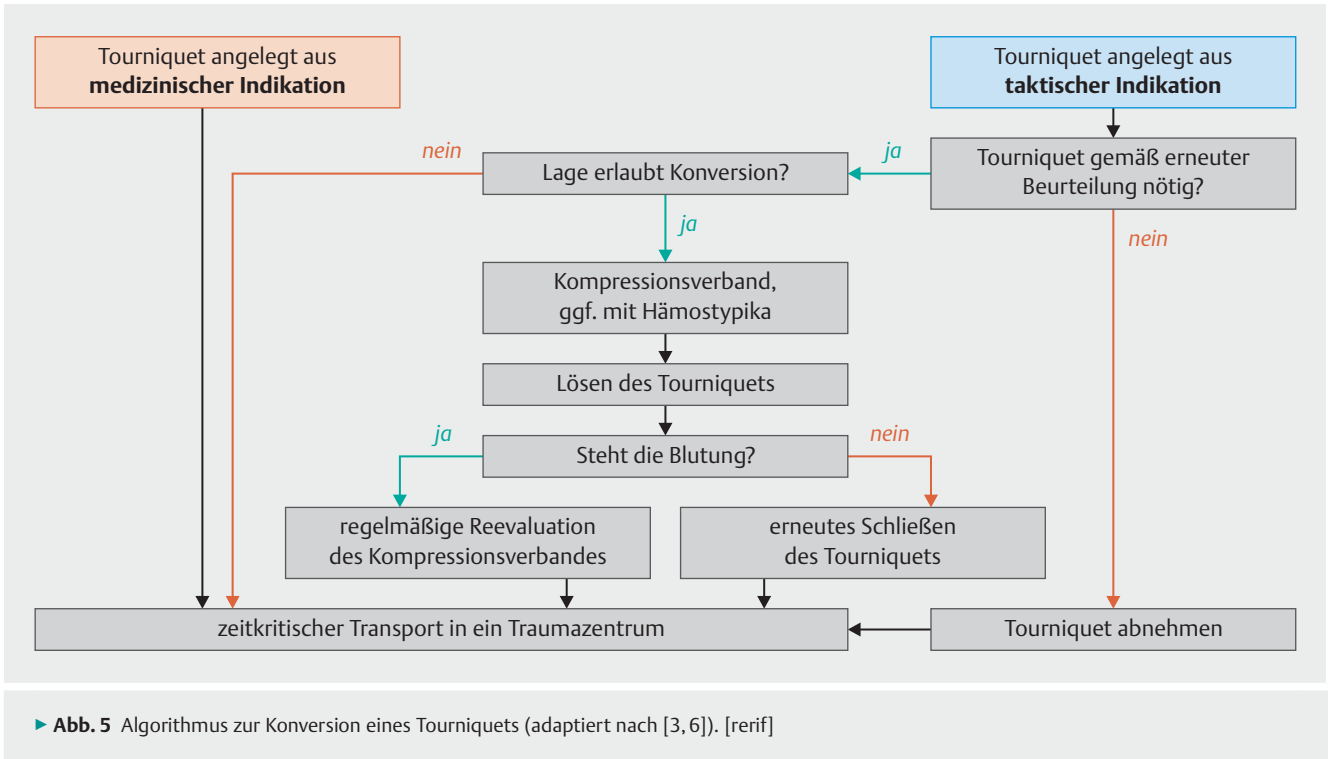 Tourniquet angelegt aus
medizinischer Indikation
Tourniquet angelegt aus
taktischer Indikation
nein
Lage erlaubt Konversion?
ja
Tourniquet gemäß erneuter
Beurteilung nötig?
ja
nein
Kompressionsverband,
ggf. mit Hämostypika
Lösen des Tourniquets
ja
Steht die Blutung?
nein
regelmäßige Reevaluation
des Kompressionsverbandes
erneutes Schließen
des Tourniquets
zeitkritischer Transport in ein Traumazentrum
Tourniquet abnehmen
▶ Abb. 5 Algorithmus zur Konversion eines Tourniquets (adaptiert nach [3, 6]). [rerif]